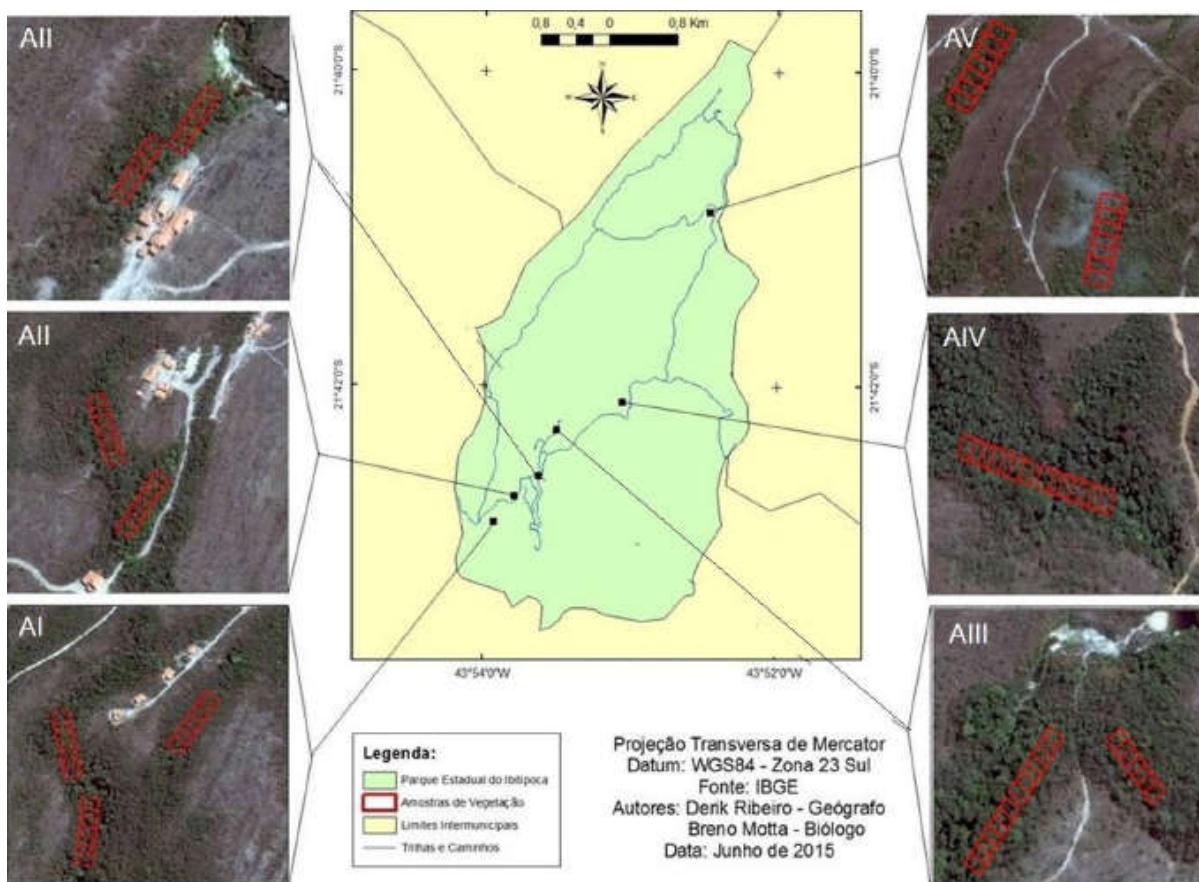 AII
AII
AI
0,8 0,4 0 0,8 Km
N
W E
S
21°40'0"S
21°40'0"S
21°42'0"S
21°42'0"S
43°54'0"W
43°52'0"W
AV
AIV
AIII
Legenda:
Parque Estadual do Ibitipoca
Amostras de Vegetação
Limites Intermunicipais
Trilhas e Caminhos
Projeção Transversa de Mercator
Datum: WGS84 - Zona 23 Sul
Fonte: IBGE
Autores: Derik Ribeiro - Geógrafo
Breno Motta - Biólogo
Data: Junho de 2015